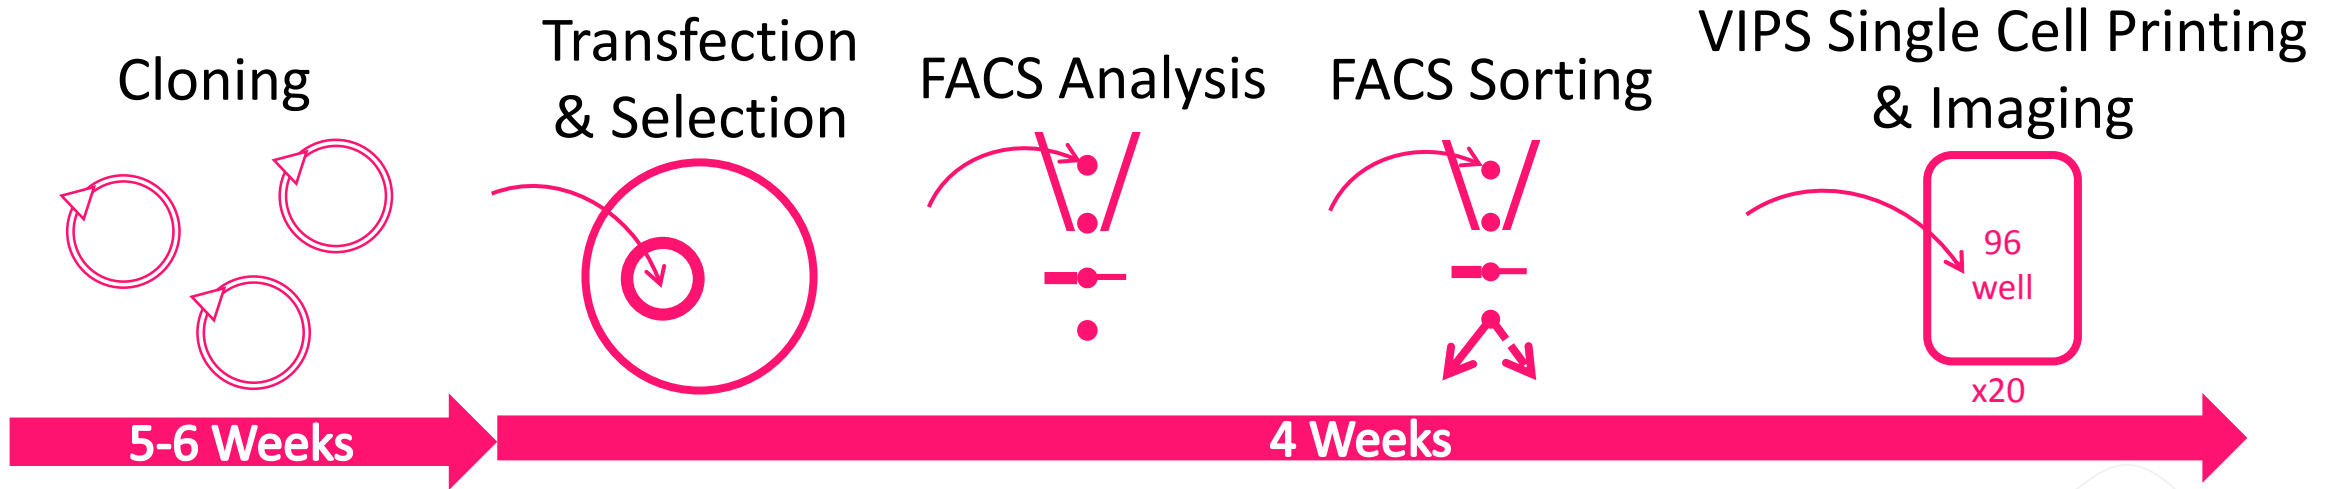 Cloning
Transfection
& Selection
FACS Analysis
FACS Sorting
VIPS Single Cell Printing
& Imaging
96
well
x20
5-6 Weeks
4 Weeks